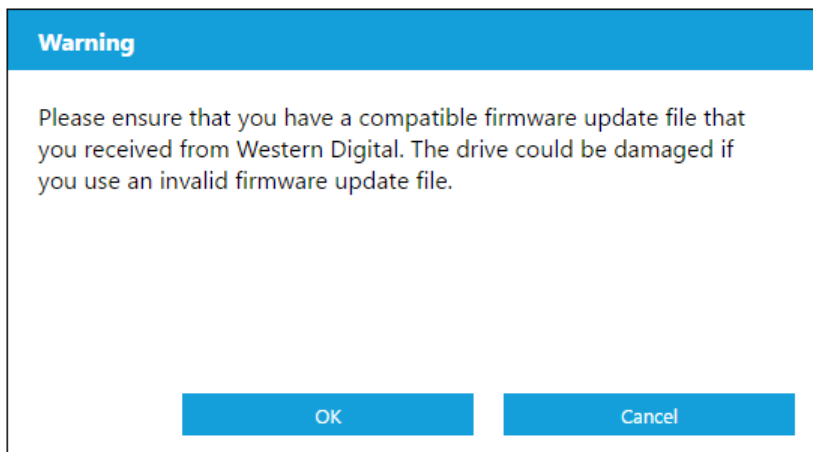 Warning
Please ensure that you have a compatible firmware update file that
you received from Western Digital. The drive could be damaged if
you use an invalid firmware update file.
OK
Cancel